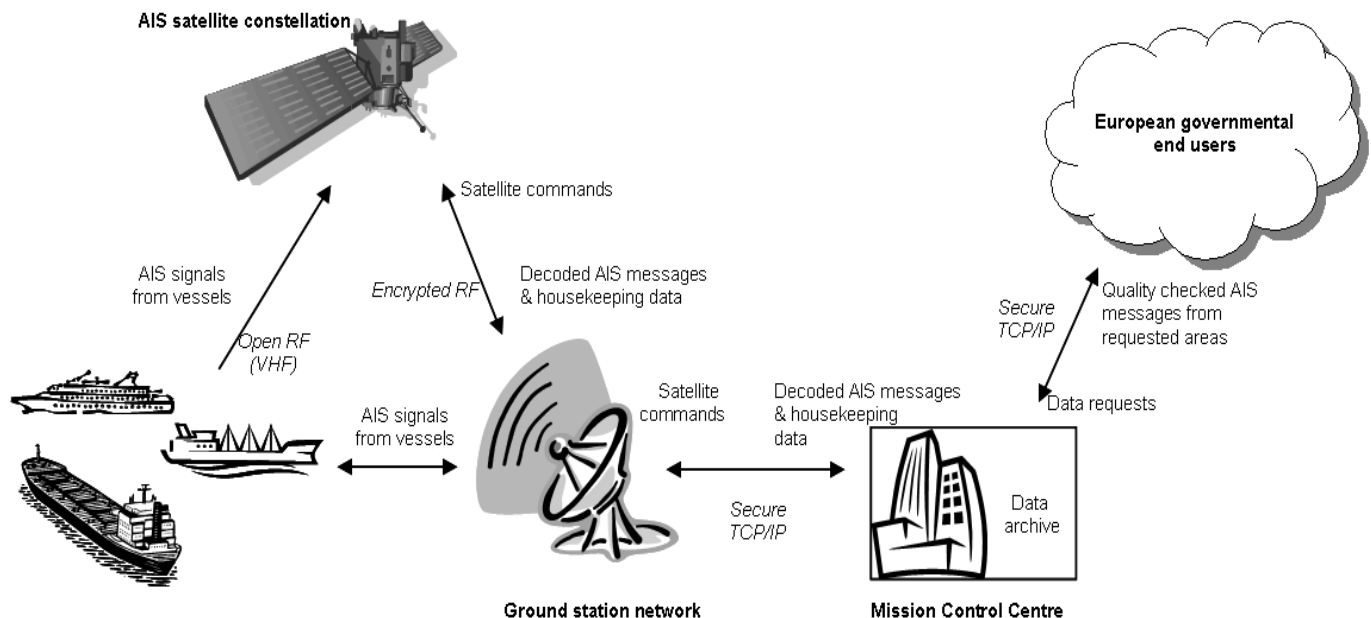 AIS satellite constellation
European governmental
end users
Satellite commands
AIS signals
from vessels
Encrypted RF
Decoded AIS messages
& housekeeping data
Open RF
(VHF)
Secure
TCP/IP
Quality checked AIS
messages from
requested areas
Data requests
AIS signals
from vessels
Satellite
commands
Decoded AIS messages
& housekeeping
data
Secure
TCP/IP
Data
archive
Ground station network
Mission Control Centre